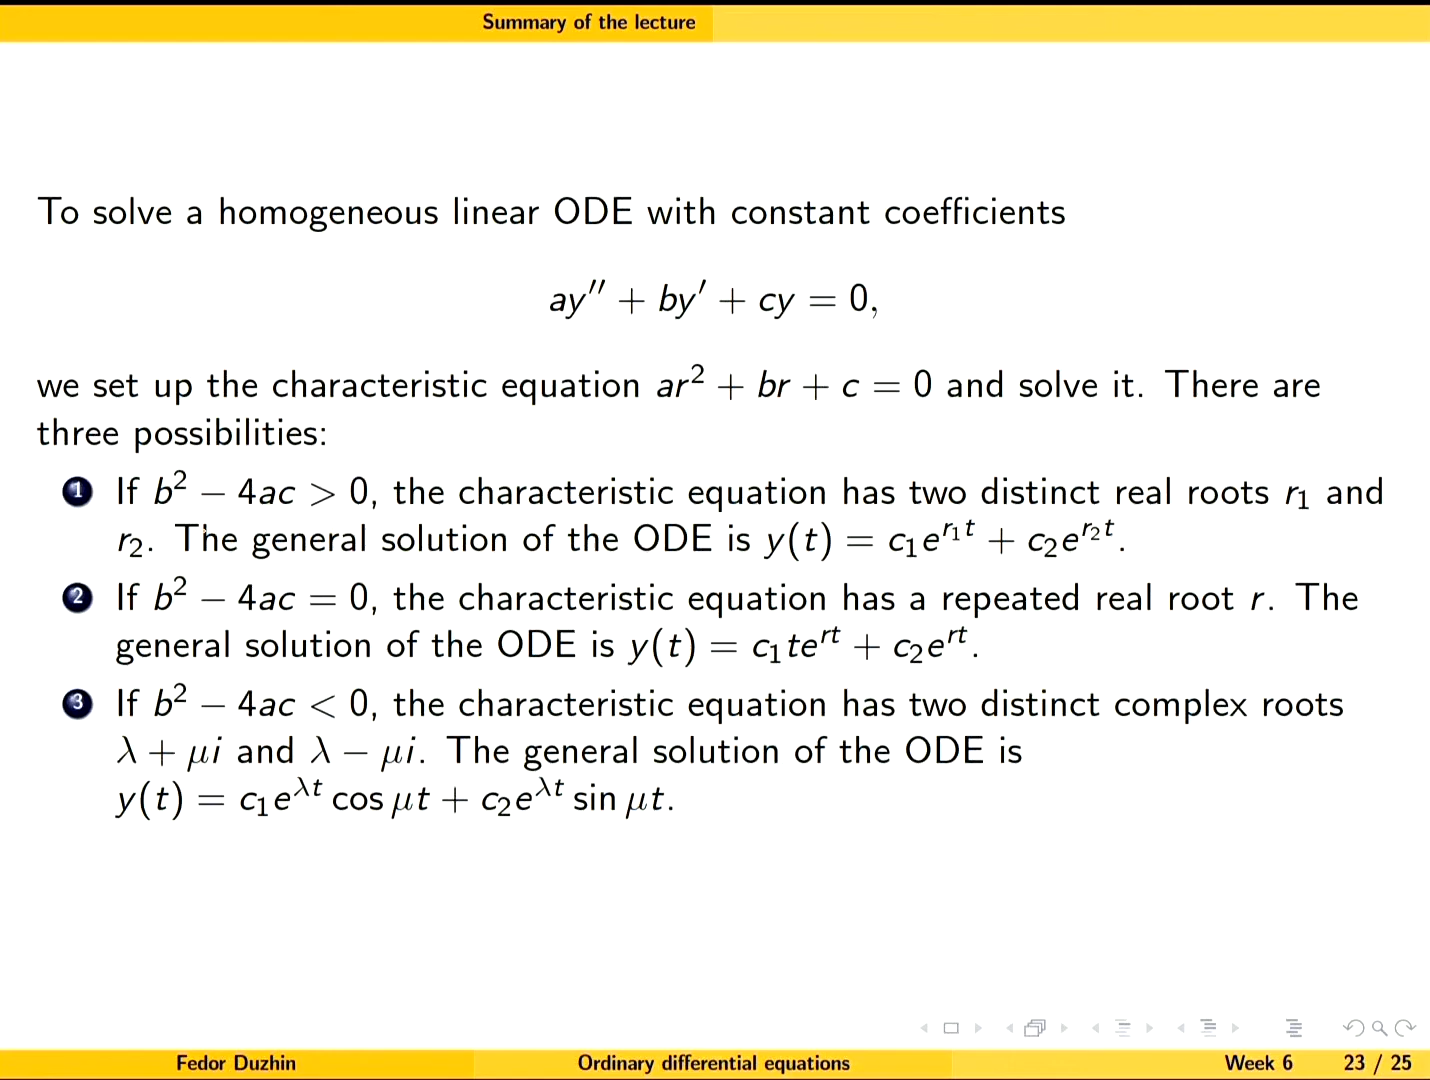 Summary of the lecture
To solve a homogeneous linear ODE with constant coefficients
ay′′ + by′ + cy = 0,
we set up the characteristic equation ar² + br + c = 0 and solve it. There are
three possibilities:
1 If b² − 4ac > 0, the characteristic equation has two distinct real roots r₁ and
r₂. The general solution of the ODE is y(t) = c₁e^{r₁t} + c₂e^{r₂t}.
2 If b² − 4ac = 0, the characteristic equation has a repeated real root r. The
general solution of the ODE is y(t) = c₁te^{rt} + c₂e^{rt}.
3 If b² − 4ac < 0, the characteristic equation has two distinct complex roots
λ + μi and λ − μi. The general solution of the ODE is
y(t) = c₁e^{λt} cos μt + c₂e^{λt} sin μt.
Fedor Duzhin Ordinary differential equations Week 6 23 / 25